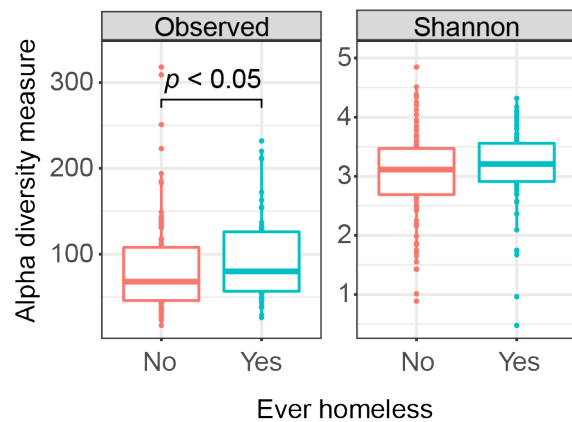 Observed
Shannon
Alpha diversity measure
300
200
100
p < 0.05
5
4
3
2
1
No
Yes
No
Yes
Ever homeless